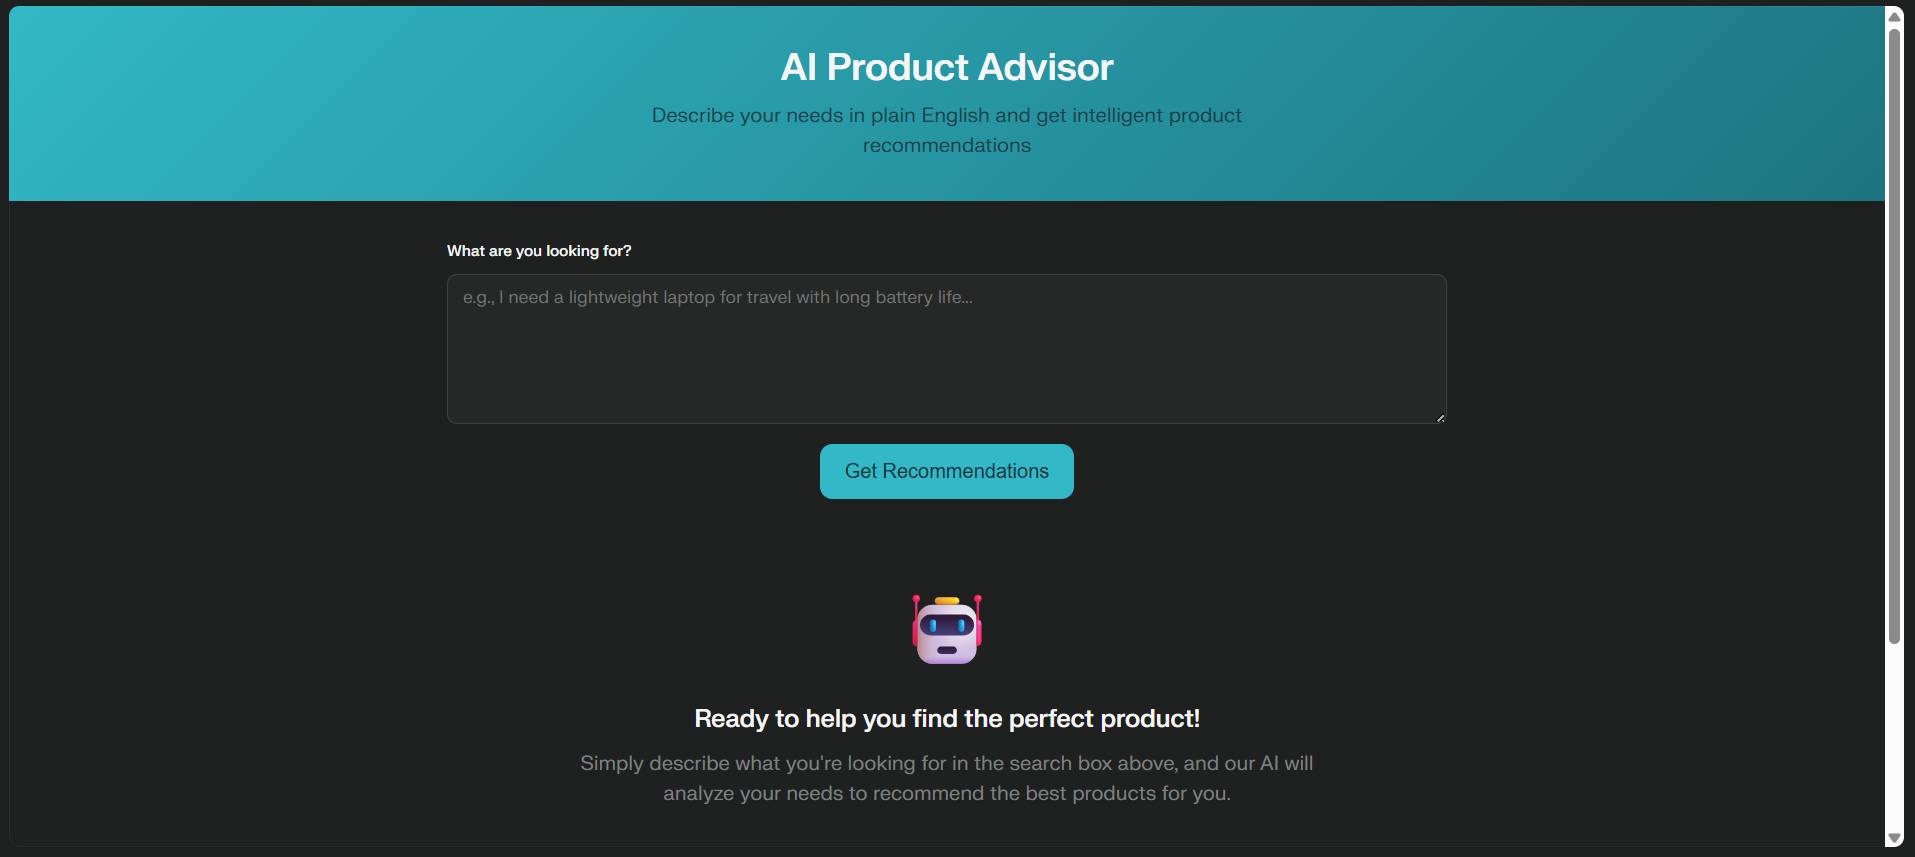 AI Product Advisor
Describe your needs in plain English and get intelligent product
recommendations
What are you looking for?
e.g., I need a lightweight laptop for travel with long battery life...
Get Recommendations
Ready to help you find the perfect product!
Simply describe what you're looking for in the search box above, and our AI will
analyze your needs to recommend the best products for you.